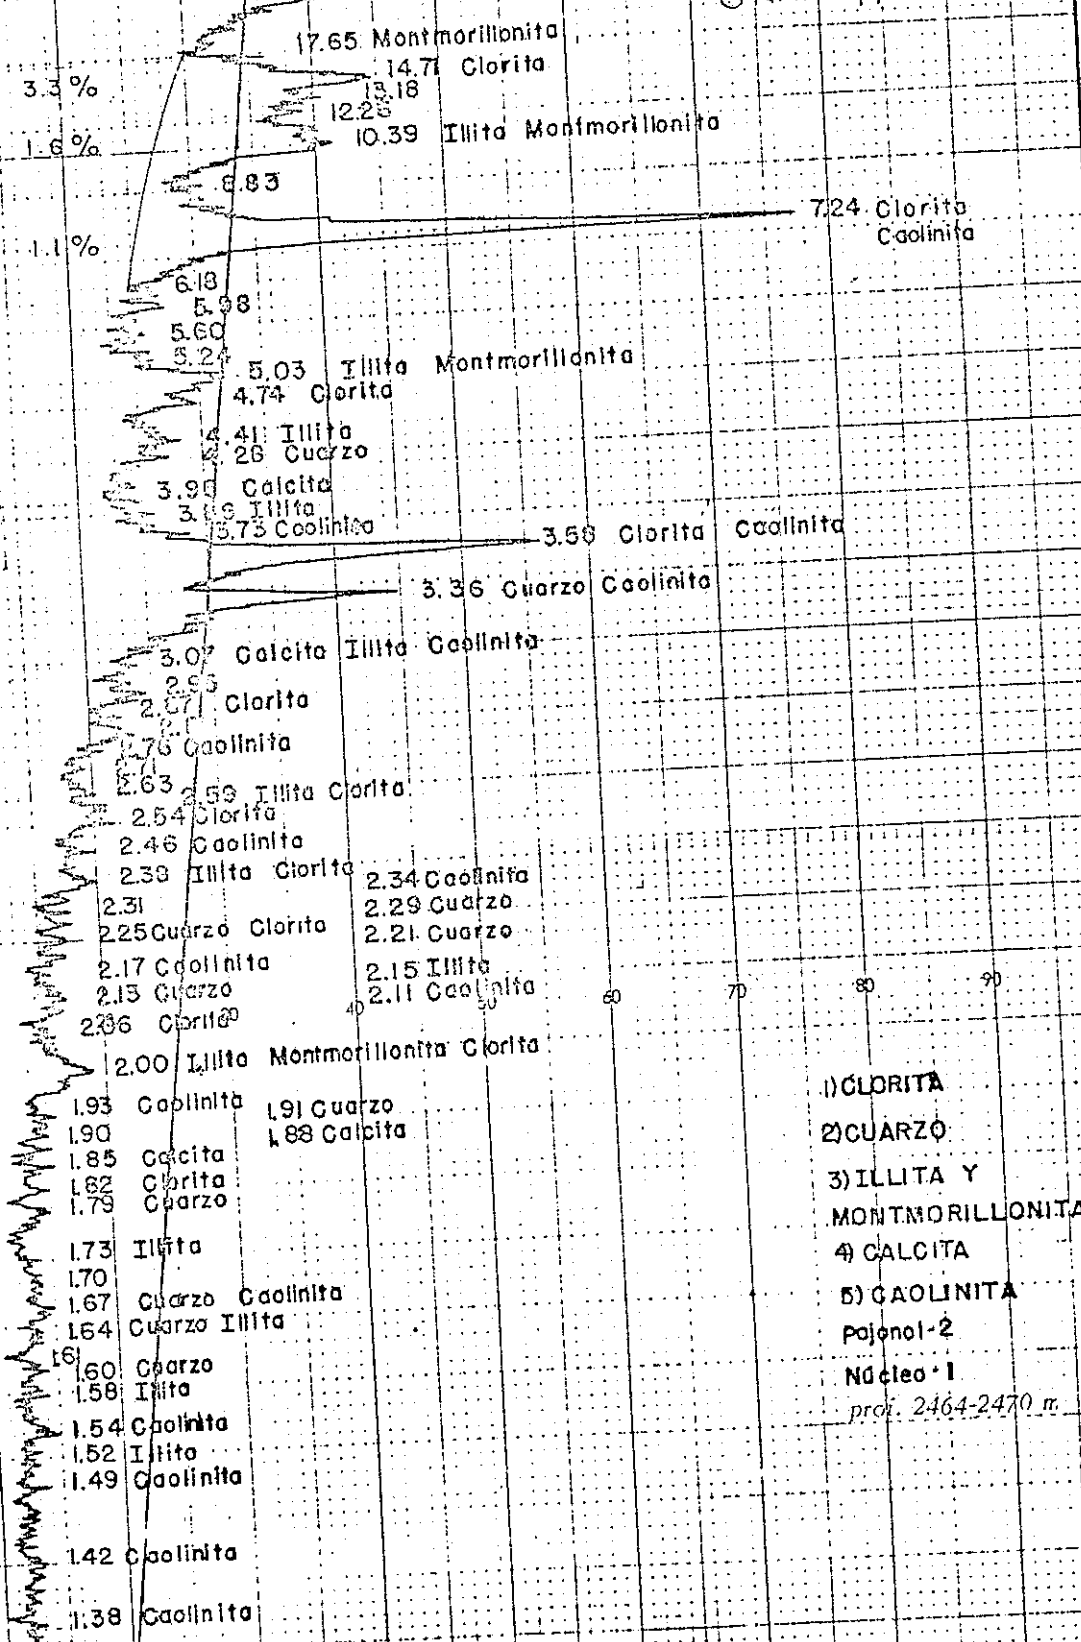 17.65 Montmorillonita
14.71 Clorita
3.3 %
13.18
12.26
10.39 Illita Montmorillonita
1.6 %
8.83
7.24 Clorita
Caolinita
1.1 %
6.18
5.98
5.60
5.24
5.03 Illita Montmorillonita
4.74 Clorita
4.41 Illita
.26 Cuarzo
Calcita
Illita
3.73 Caolinita
3.58 Clorita Caolinita
3.36 Cuarzo Caolinita
3.07 Calcita Illita Caolinita
Clorita
2.76 Caolinita
2.63
2.59 Illita Clorita
2.54 Clorita
2.46 Caolinita
2.38 Illita Clorita
2.34 Caolinita
2.31
2.29 Cuarzo
2.25 Cuarzo Clorita
2.21 Cuarzo
2.17 Caolinita
2.15 Illita
2.13 Cuarzo
2.11 Caolinita
40 50 60 70 80 90
2.06 Clorita
2.00 Illita Montmorillonita Clorita
1.93 Caolinita
1.91 Cuarzo
1.90
1.88 Calcita
1.85 Calcita
1.82 Clorita
1.79 Cuarzo
1.73 Illita
1.70
1.67 Cuarzo Caolinita
1.64 Cuarzo Illita
1.61
1.60 Cuarzo
1.58 Illita
1.54 Caolinita
1.52 Illita
1.49 Caolinita
1.42 Caolinita
1.38 Caolinita
1) CLORITA
2) CUARZO
3) ILLITA Y
MONTMORILLONITA
4) CALCITA
5) CAOLINITA
Pajonal-2
Núcleo·1
prof. 2464-2470 m.